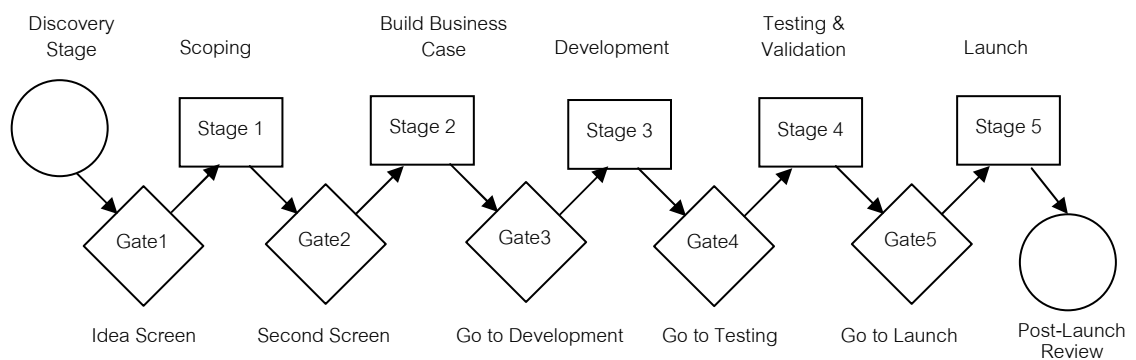 Discovery
Stage
Scoping
Build Business
Case
Development
Testing &
Validation
Launch
Stage 1
Stage 2
Stage 3
Stage 4
Stage 5
Gate1
Gate2
Gate3
Gate4
Gate5
Idea Screen
Second Screen
Go to Development
Go to Testing
Go to Launch
Post-Launch
Review